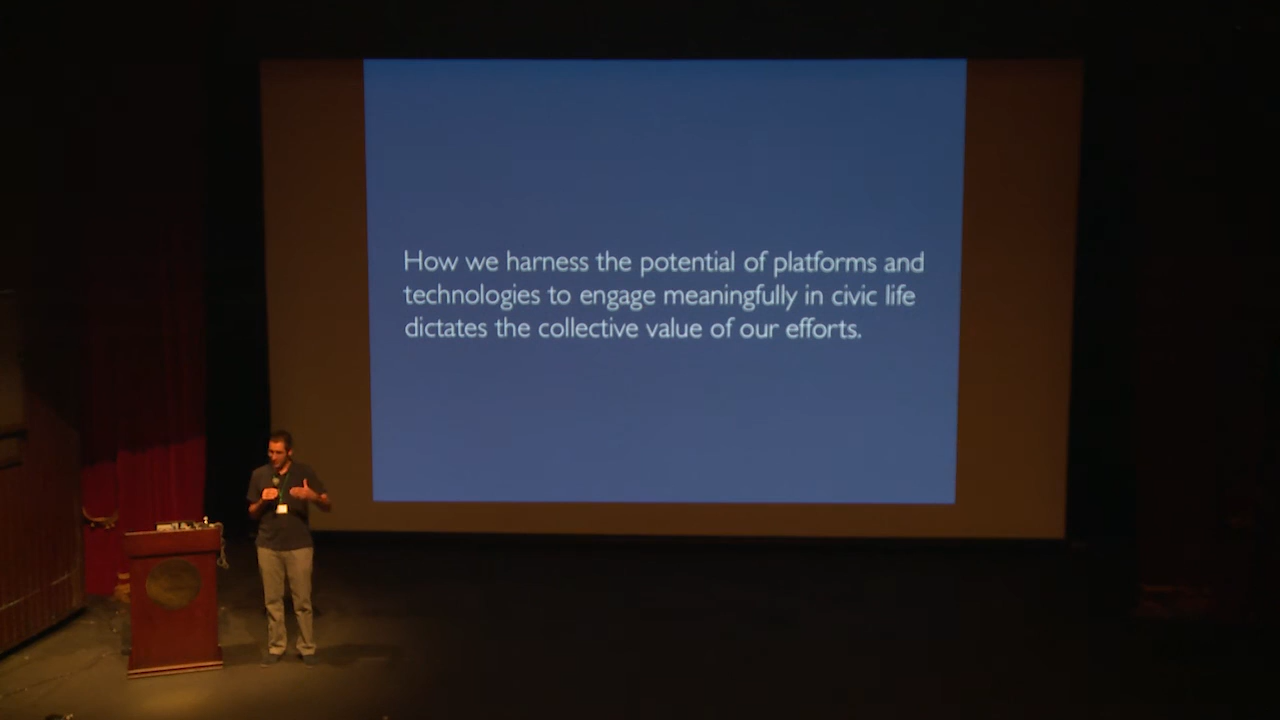 How we harness the potential of platforms and
technologies to engage meaningfully in civic life
dictates the collective value of our efforts.